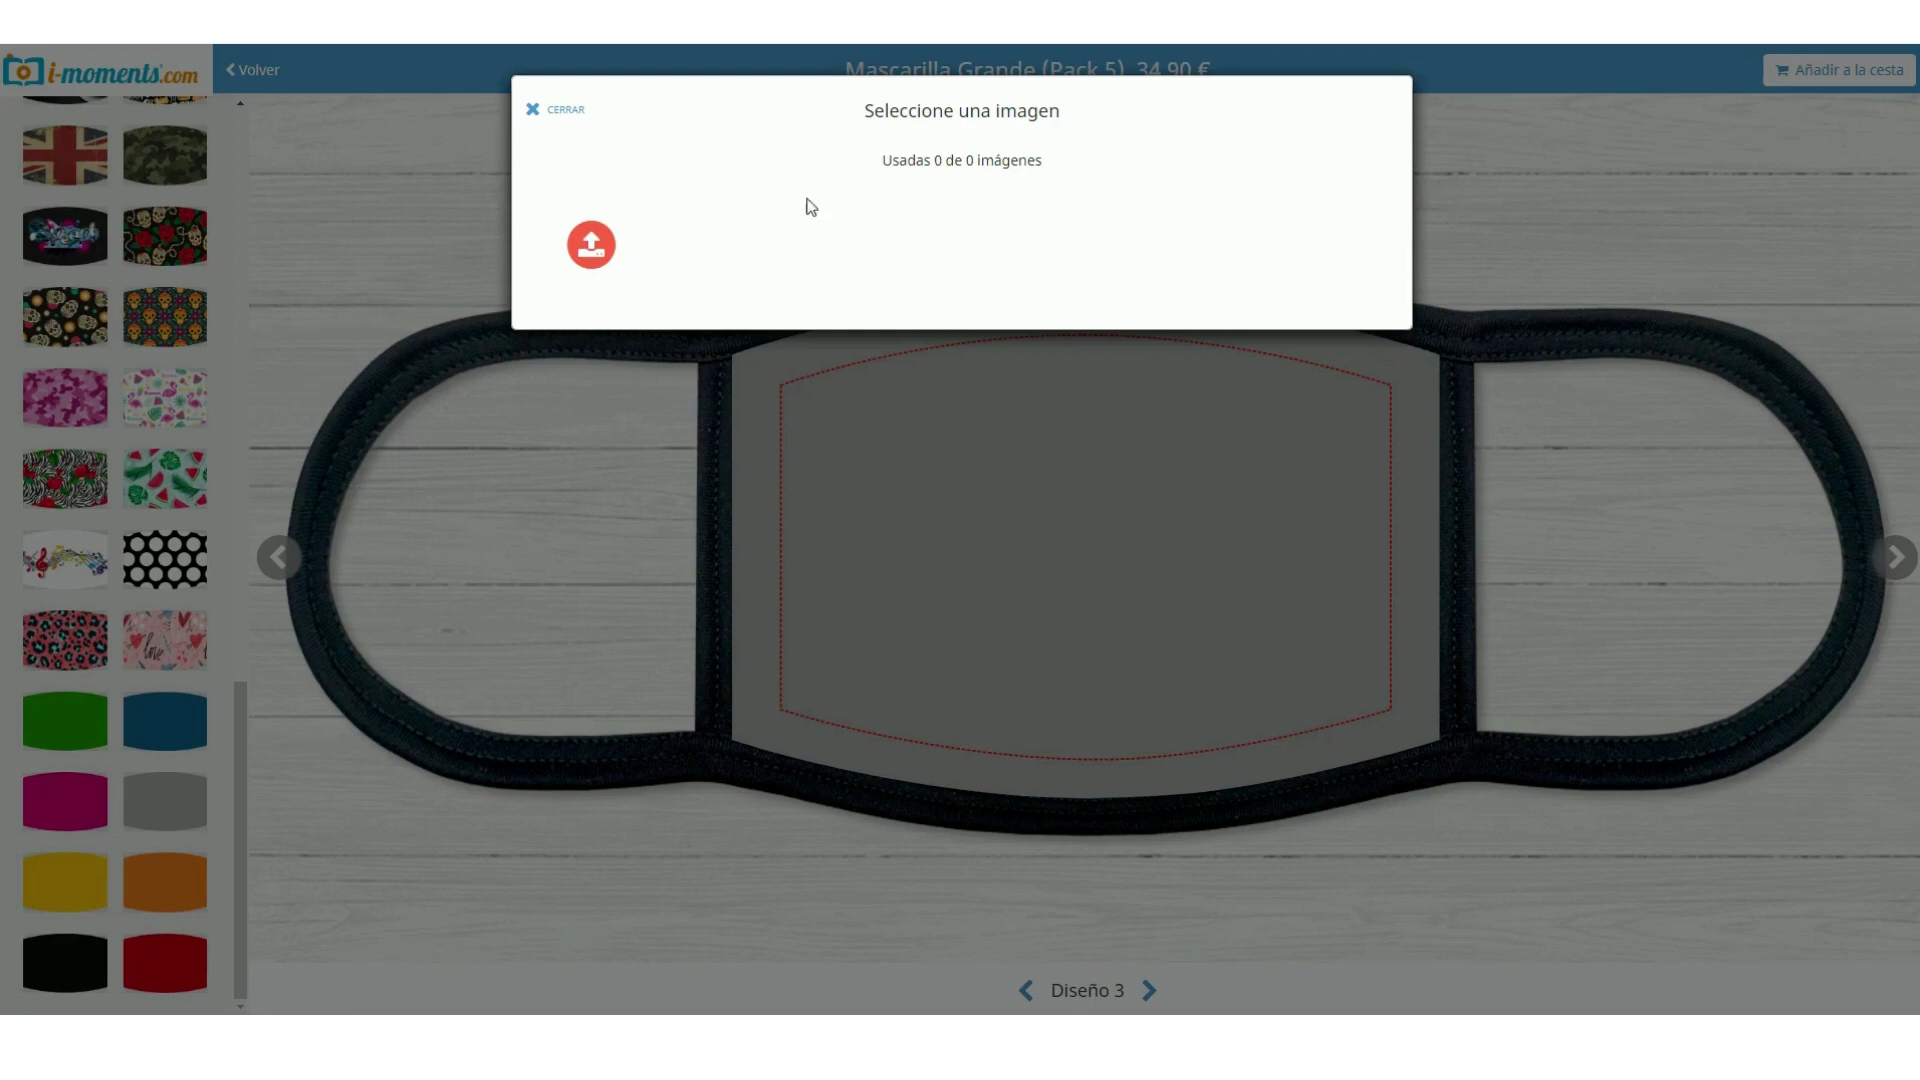 i-moments.com
Volver
Mascarilla Grande (Pack 5) 34,90 €
Añadir a la cesta
CERRAR
Seleccione una imagen
Usadas 0 de 0 imágenes
love
Diseño 3